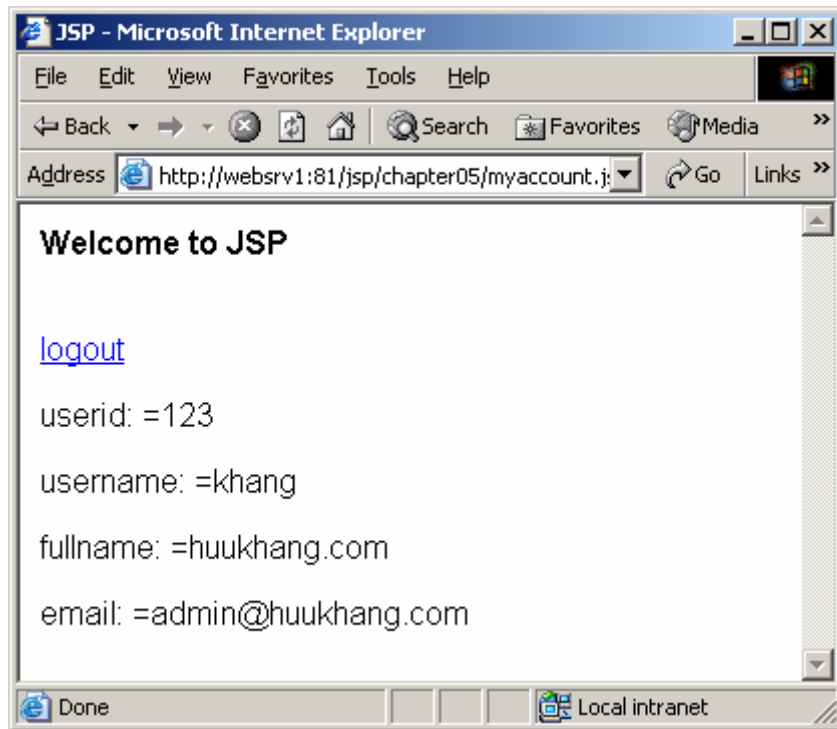 JSP - Microsoft Internet Explorer
File Edit View Favorites Tools Help
Back Search Favorites Media »
Address http://websrv1:81/jsp/chapter05/myaccount.j Go Links »
Welcome to JSP
logout
userid: =123
username: =khang
fullname: =huukhang.com
email: =admin@huukhang.com
Done Local intranet